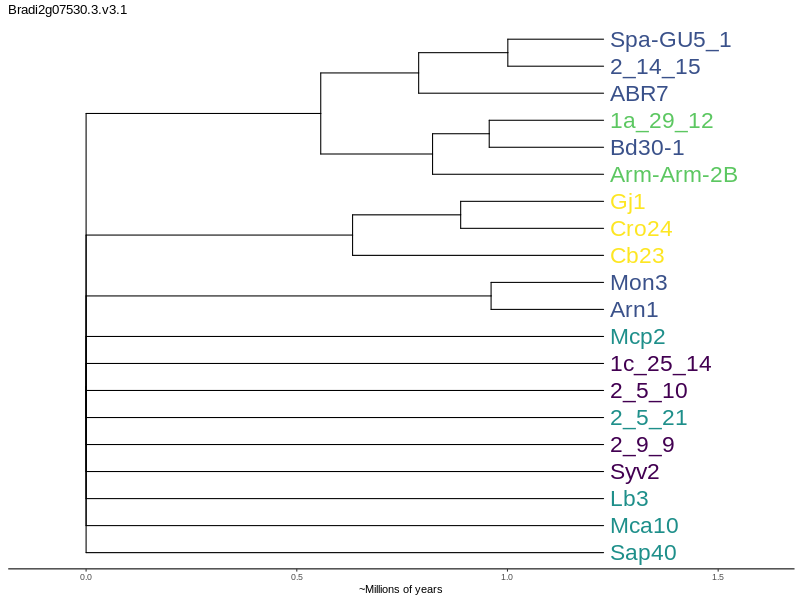 Bradi2g07530.3.v3.1
Spa-GU5_1
2_14_15
ABR7
1a_29_12
Bd30-1
Arm-Arm-2B
Gj1
Cro24
Cb23
Mon3
Arn1
Mcp2
1c_25_14
2_5_10
2_5_21
2_9_9
Syv2
Lb3
Mca10
Sap40
0.0 0.5 1.0 1.5
~Millions of years